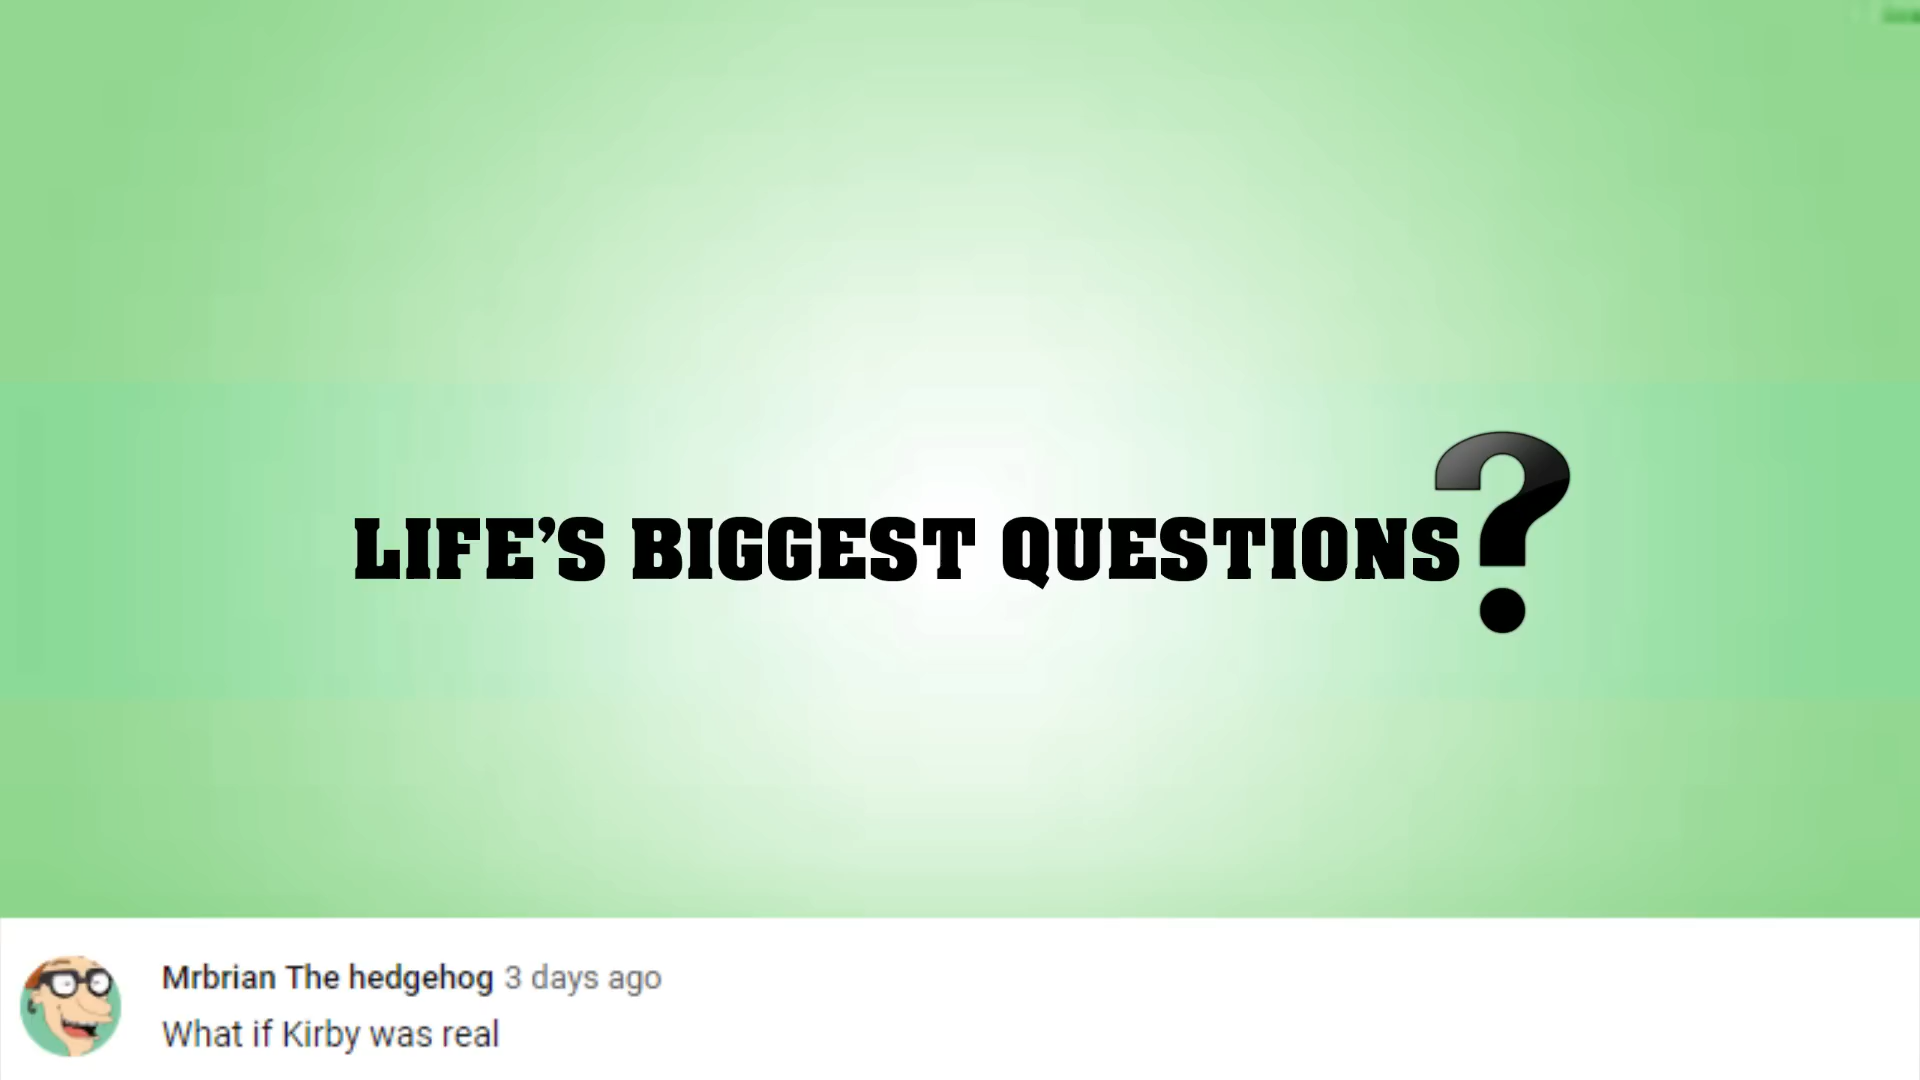 LIFE'S BIGGEST QUESTIONS?
Mrbrian The hedgehog 3 days ago
What if Kirby was real